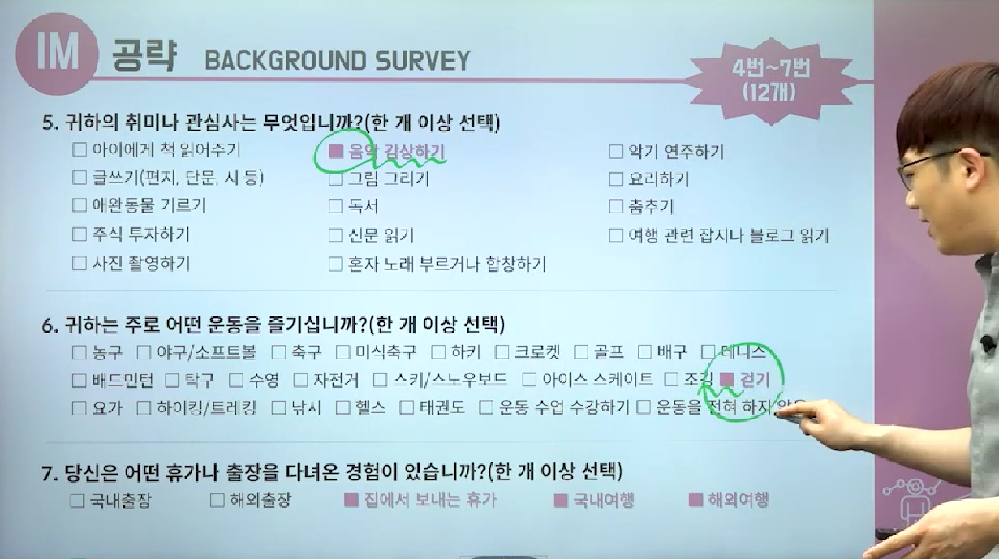 IM 공략 BACKGROUND SURVEY
4번~7번
(12개)
5. 귀하의 취미나 관심사는 무엇입니까?(한 개 이상 선택)
□ 아이에게 책 읽어주기 ■ 음악 감상하기 □ 악기 연주하기
□ 글쓰기(편지, 단문, 시 등) □ 그림 그리기 □ 요리하기
□ 애완동물 기르기 □ 독서 □ 춤추기
□ 주식 투자하기 □ 신문 읽기 □ 여행 관련 잡지나 블로그 읽기
□ 사진 촬영하기 □ 혼자 노래 부르거나 합창하기
6. 귀하는 주로 어떤 운동을 즐기십니까?(한 개 이상 선택)
□ 농구 □ 야구/소프트볼 □ 축구 □ 미식축구 □ 하키 □ 크로켓 □ 골프 □ 배구 □ 테니스
□ 배드민턴 □ 탁구 □ 수영 □ 자전거 □ 스키/스노우보드 □ 아이스 스케이트 □ 조깅 ■ 걷기
□ 요가 □ 하이킹/트레킹 □ 낚시 □ 헬스 □ 태권도 □ 운동 수업 수강하기 □ 운동을 전혀 하지
7. 당신은 어떤 휴가나 출장을 다녀온 경험이 있습니까?(한 개 이상 선택)
□ 국내출장 □ 해외출장 ■ 집에서 보내는 휴가 ■ 국내여행 ■ 해외여행